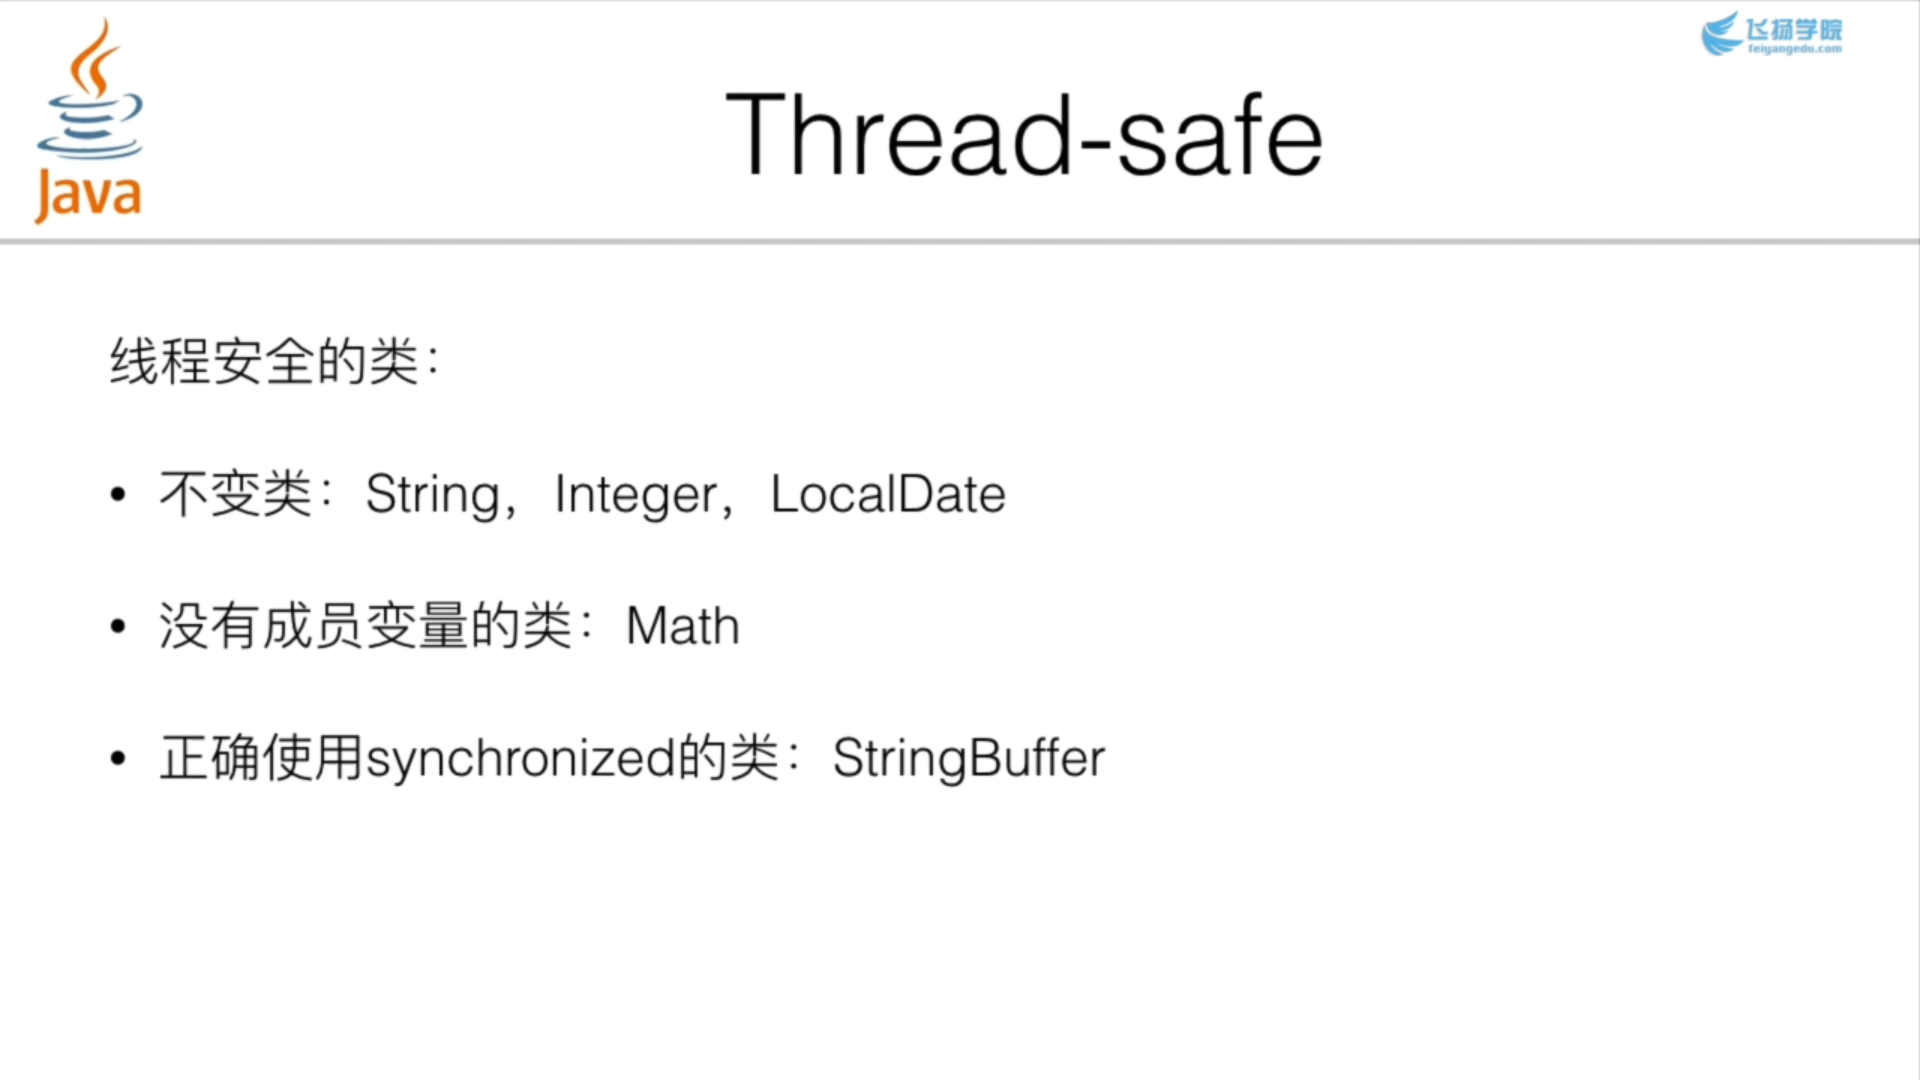 飞扬学院
feiyangedu.com
Java
Thread-safe
线程安全的类：
• 不变类：String，Integer，LocalDate
• 没有成员变量的类：Math
• 正确使用synchronized的类：StringBuffer